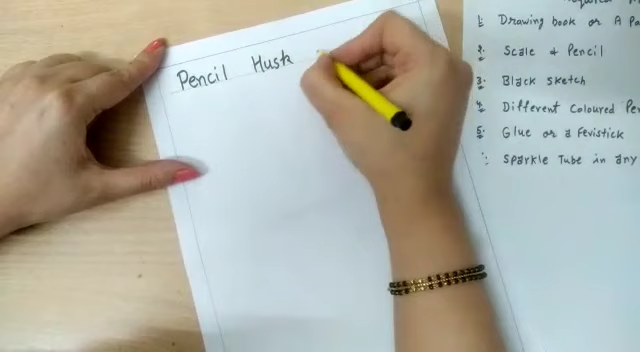 Pencil Husk
1. Drawing book or A
2. Scale & Pencil
3. Black sketch
4. Different Coloured
5. Glue or a Fevistick
Sparkle Tube in any